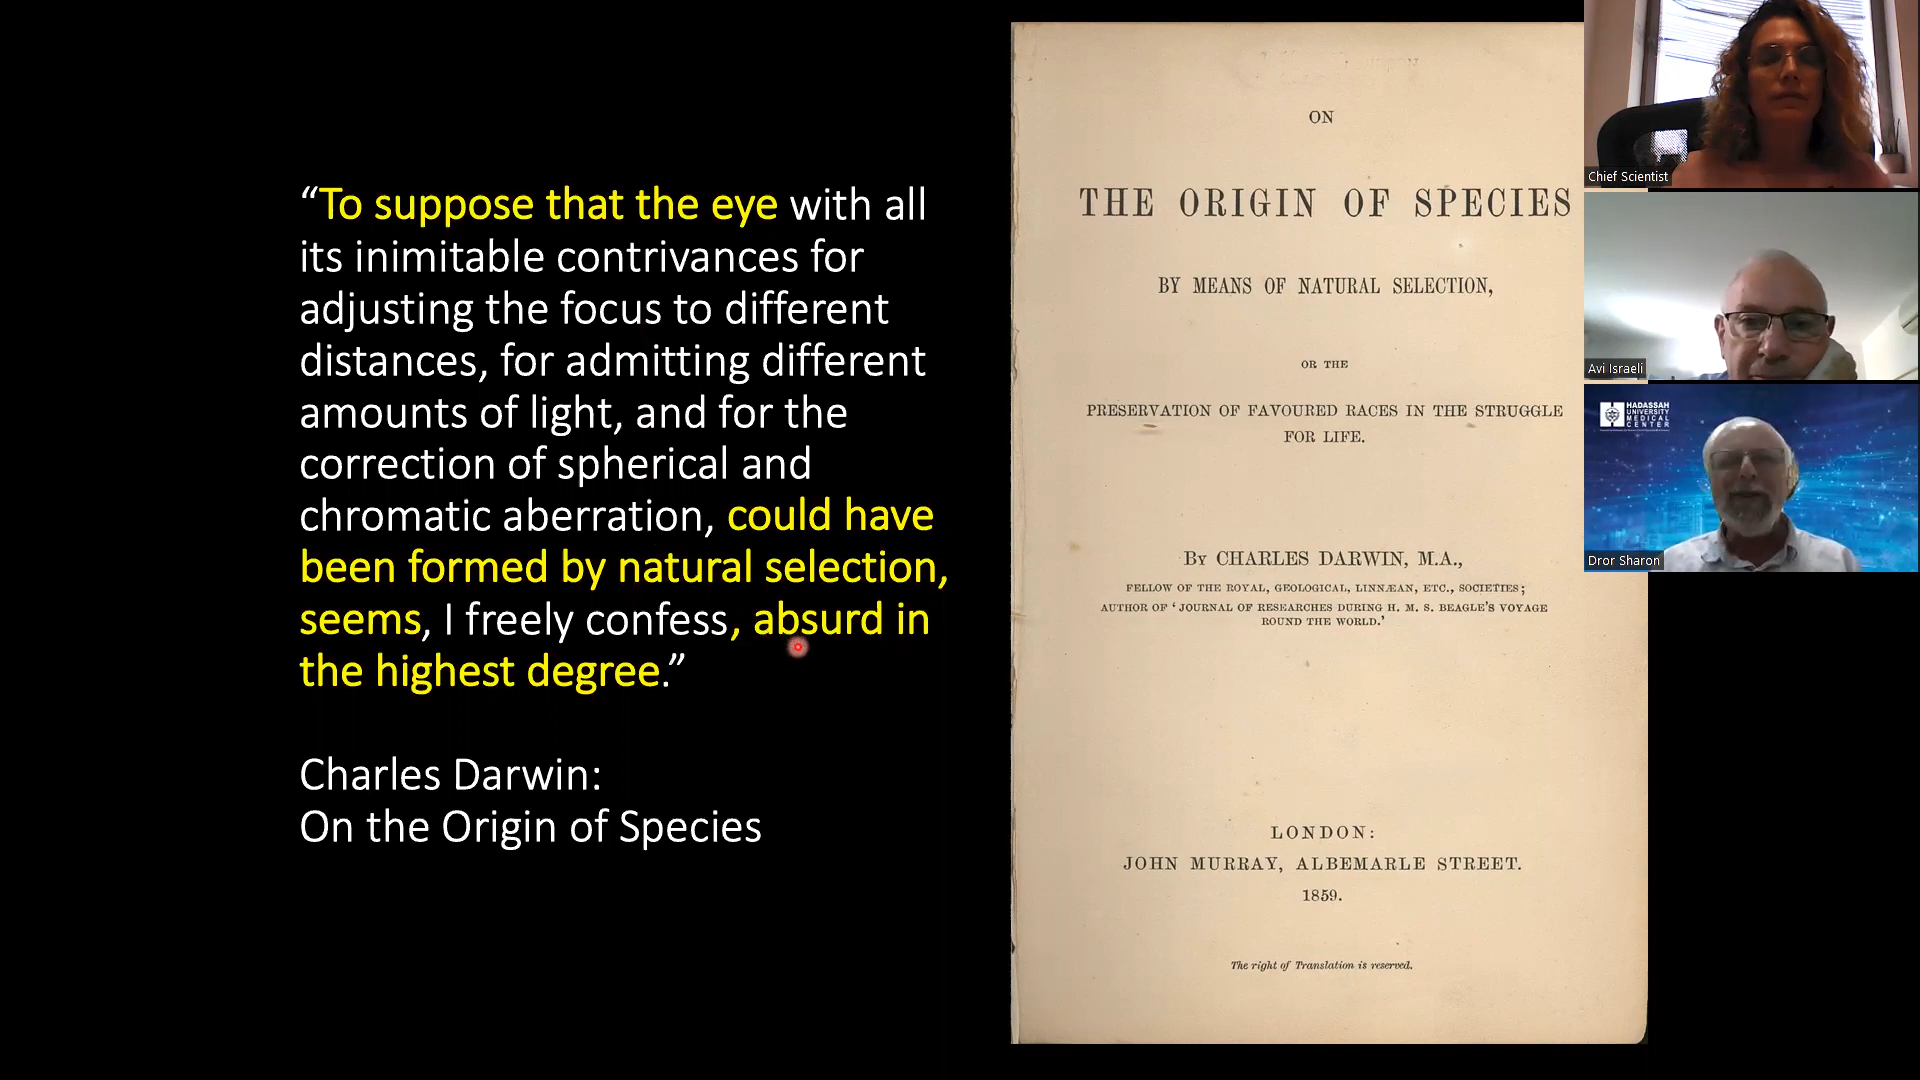 “To suppose that the eye with all
its inimitable contrivances for
adjusting the focus to different
distances, for admitting different
amounts of light, and for the
correction of spherical and
chromatic aberration, could have
been formed by natural selection,
seems, I freely confess, absurd in
the highest degree.”
Charles Darwin:
On the Origin of Species
ON
THE ORIGIN OF SPECIES
BY MEANS OF NATURAL SELECTION,
OR THE
PRESERVATION OF FAVOURED RACES IN THE STRUGGLE
FOR LIFE.
By CHARLES DARWIN, M.A.,
FELLOW OF THE ROYAL, GEOLOGICAL, LINNÆAN, ETC., SOCIETIES;
AUTHOR OF ‘JOURNAL OF RESEARCHES DURING H. M. S. BEAGLE’S VOYAGE
ROUND THE WORLD.’
LONDON:
JOHN MURRAY, ALBEMARLE STREET.
1859.
The right of Translation is reserved.
Chief Scientist
Avi Israeli
HADASSAH
UNIVERSITY
MEDICAL
CENTER
Dror Sharon